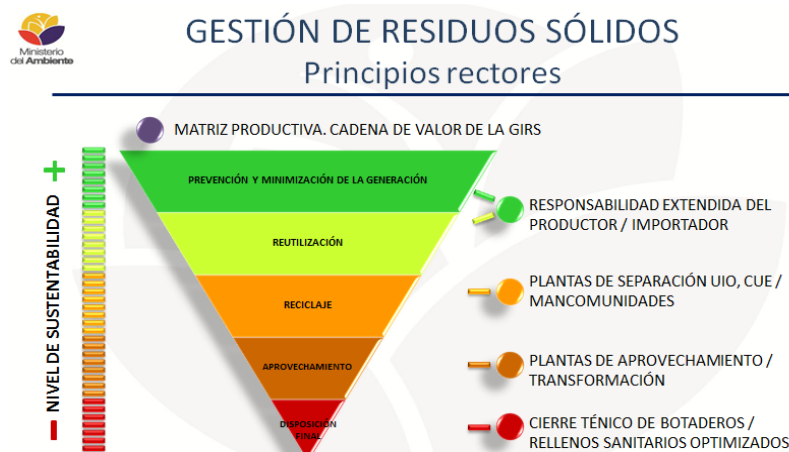 Ministerio
del Ambiente
GESTIÓN DE RESIDUOS SÓLIDOS
Principios rectores
MATRIZ PRODUCTIVA. CADENA DE VALOR DE LA GIRS
NIVEL DE SUSTENTABILIDAD
+
−
PREVENCIÓN Y MINIMIZACIÓN DE LA GENERACIÓN
REUTILIZACIÓN
RECICLAJE
APROVECHAMIENTO
DISPOSICIÓN
FINAL
RESPONSABILIDAD EXTENDIDA DEL
PRODUCTOR / IMPORTADOR
PLANTAS DE SEPARACIÓN UIO, CUE /
MANCOMUNIDADES
PLANTAS DE APROVECHAMIENTO /
TRANSFORMACIÓN
CIERRE TÉNICO DE BOTADEROS /
RELLENOS SANITARIOS OPTIMIZADOS